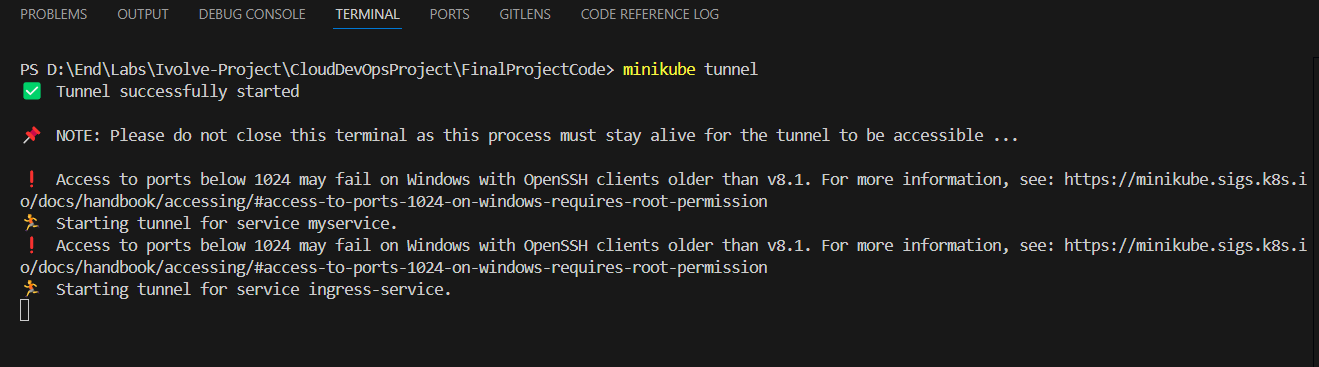 PROBLEMS OUTPUT DEBUG CONSOLE TERMINAL PORTS GITLENS CODE REFERENCE LOG
PS D:\End\Labs\Ivolve-Project\CloudDevOpsProject\FinalProjectCode> minikube tunnel
✅ Tunnel successfully started
📌 NOTE: Please do not close this terminal as this process must stay alive for the tunnel to be accessible ...
❗ Access to ports below 1024 may fail on Windows with OpenSSH clients older than v8.1. For more information, see: https://minikube.sigs.k8s.i
o/docs/handbook/accessing/#access-to-ports-1024-on-windows-requires-root-permission
🏃 Starting tunnel for service myservice.
❗ Access to ports below 1024 may fail on Windows with OpenSSH clients older than v8.1. For more information, see: https://minikube.sigs.k8s.i
o/docs/handbook/accessing/#access-to-ports-1024-on-windows-requires-root-permission
🏃 Starting tunnel for service ingress-service.